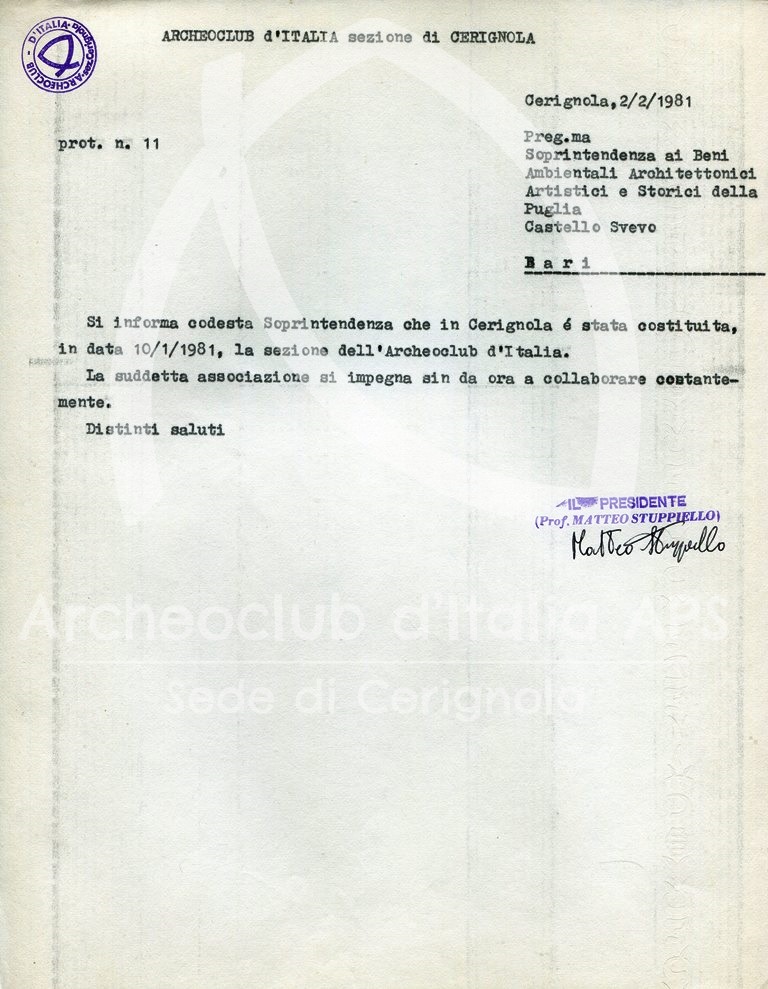 D'ITALIA · Cerignola · ARCHEOCLUB
ARCHEOCLUB d'ITALIA sezione di CERIGNOLA
Cerignola,2/2/1981
prot. n. 11
Preg.ma
Soprintendenza ai Beni
Ambientali Architettonici
Artistici e Storici della
Puglia
Castello Svevo
B a r i
Si informa codesta Soprintendenza che in Cerignola é stata costituita,
in data 10/1/1981, la sezione dell'Archeoclub d'Italia.
La suddetta associazione si impegna sin da ora a collaborare costante-
mente.
Distinti saluti
IL PRESIDENTE
(Prof. MATTEO STUPPIELLO)
Matteo Stuppiello
Archeoclub d'Italia APS
Sede di Cerignola